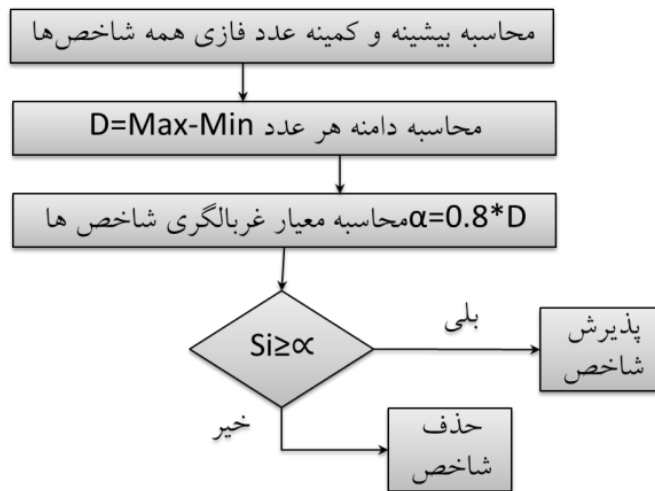 محاسبه بیشینه و کمینه عدد فازی همه شاخص‌ها
محاسبه دامنه هر عدد D=Max-Min
محاسبه معیار غربالگری شاخص ها α=0.8*D
Si≥∝
بلی
پذیرش
شاخص
خیر
حذف
شاخص